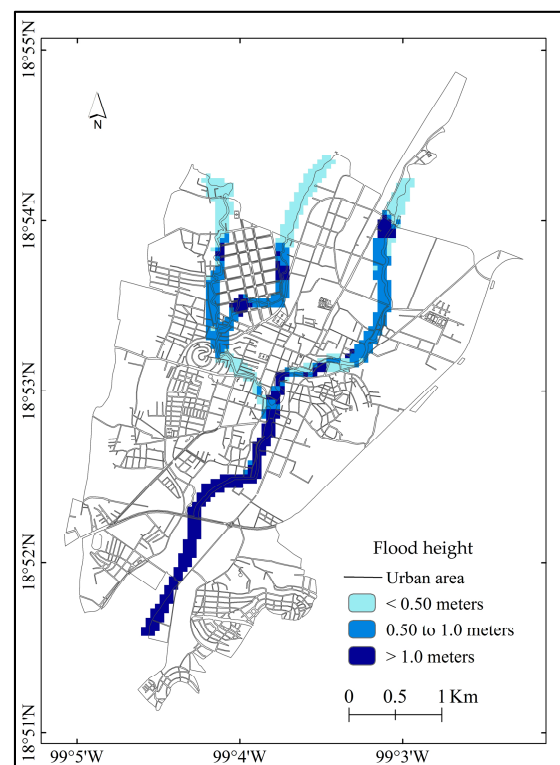 18°55'N
N
18°54'N
18°53'N
18°52'N
18°51'N
Flood height
Urban area
< 0.50 meters
0.50 to 1.0 meters
> 1.0 meters
0 0.5 1 Km
99°5'W 99°4'W 99°3'W